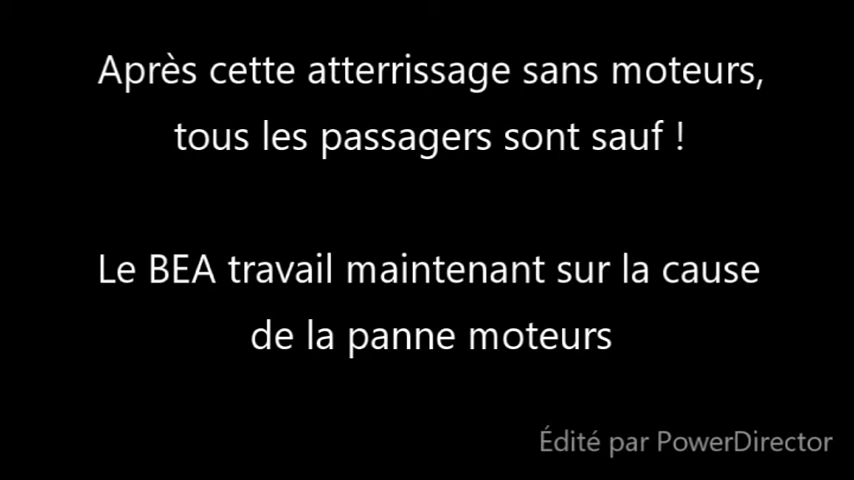 Après cette atterrissage sans moteurs,
tous les passagers sont sauf !
Le BEA travail maintenant sur la cause
de la panne moteurs
Édité par PowerDirector